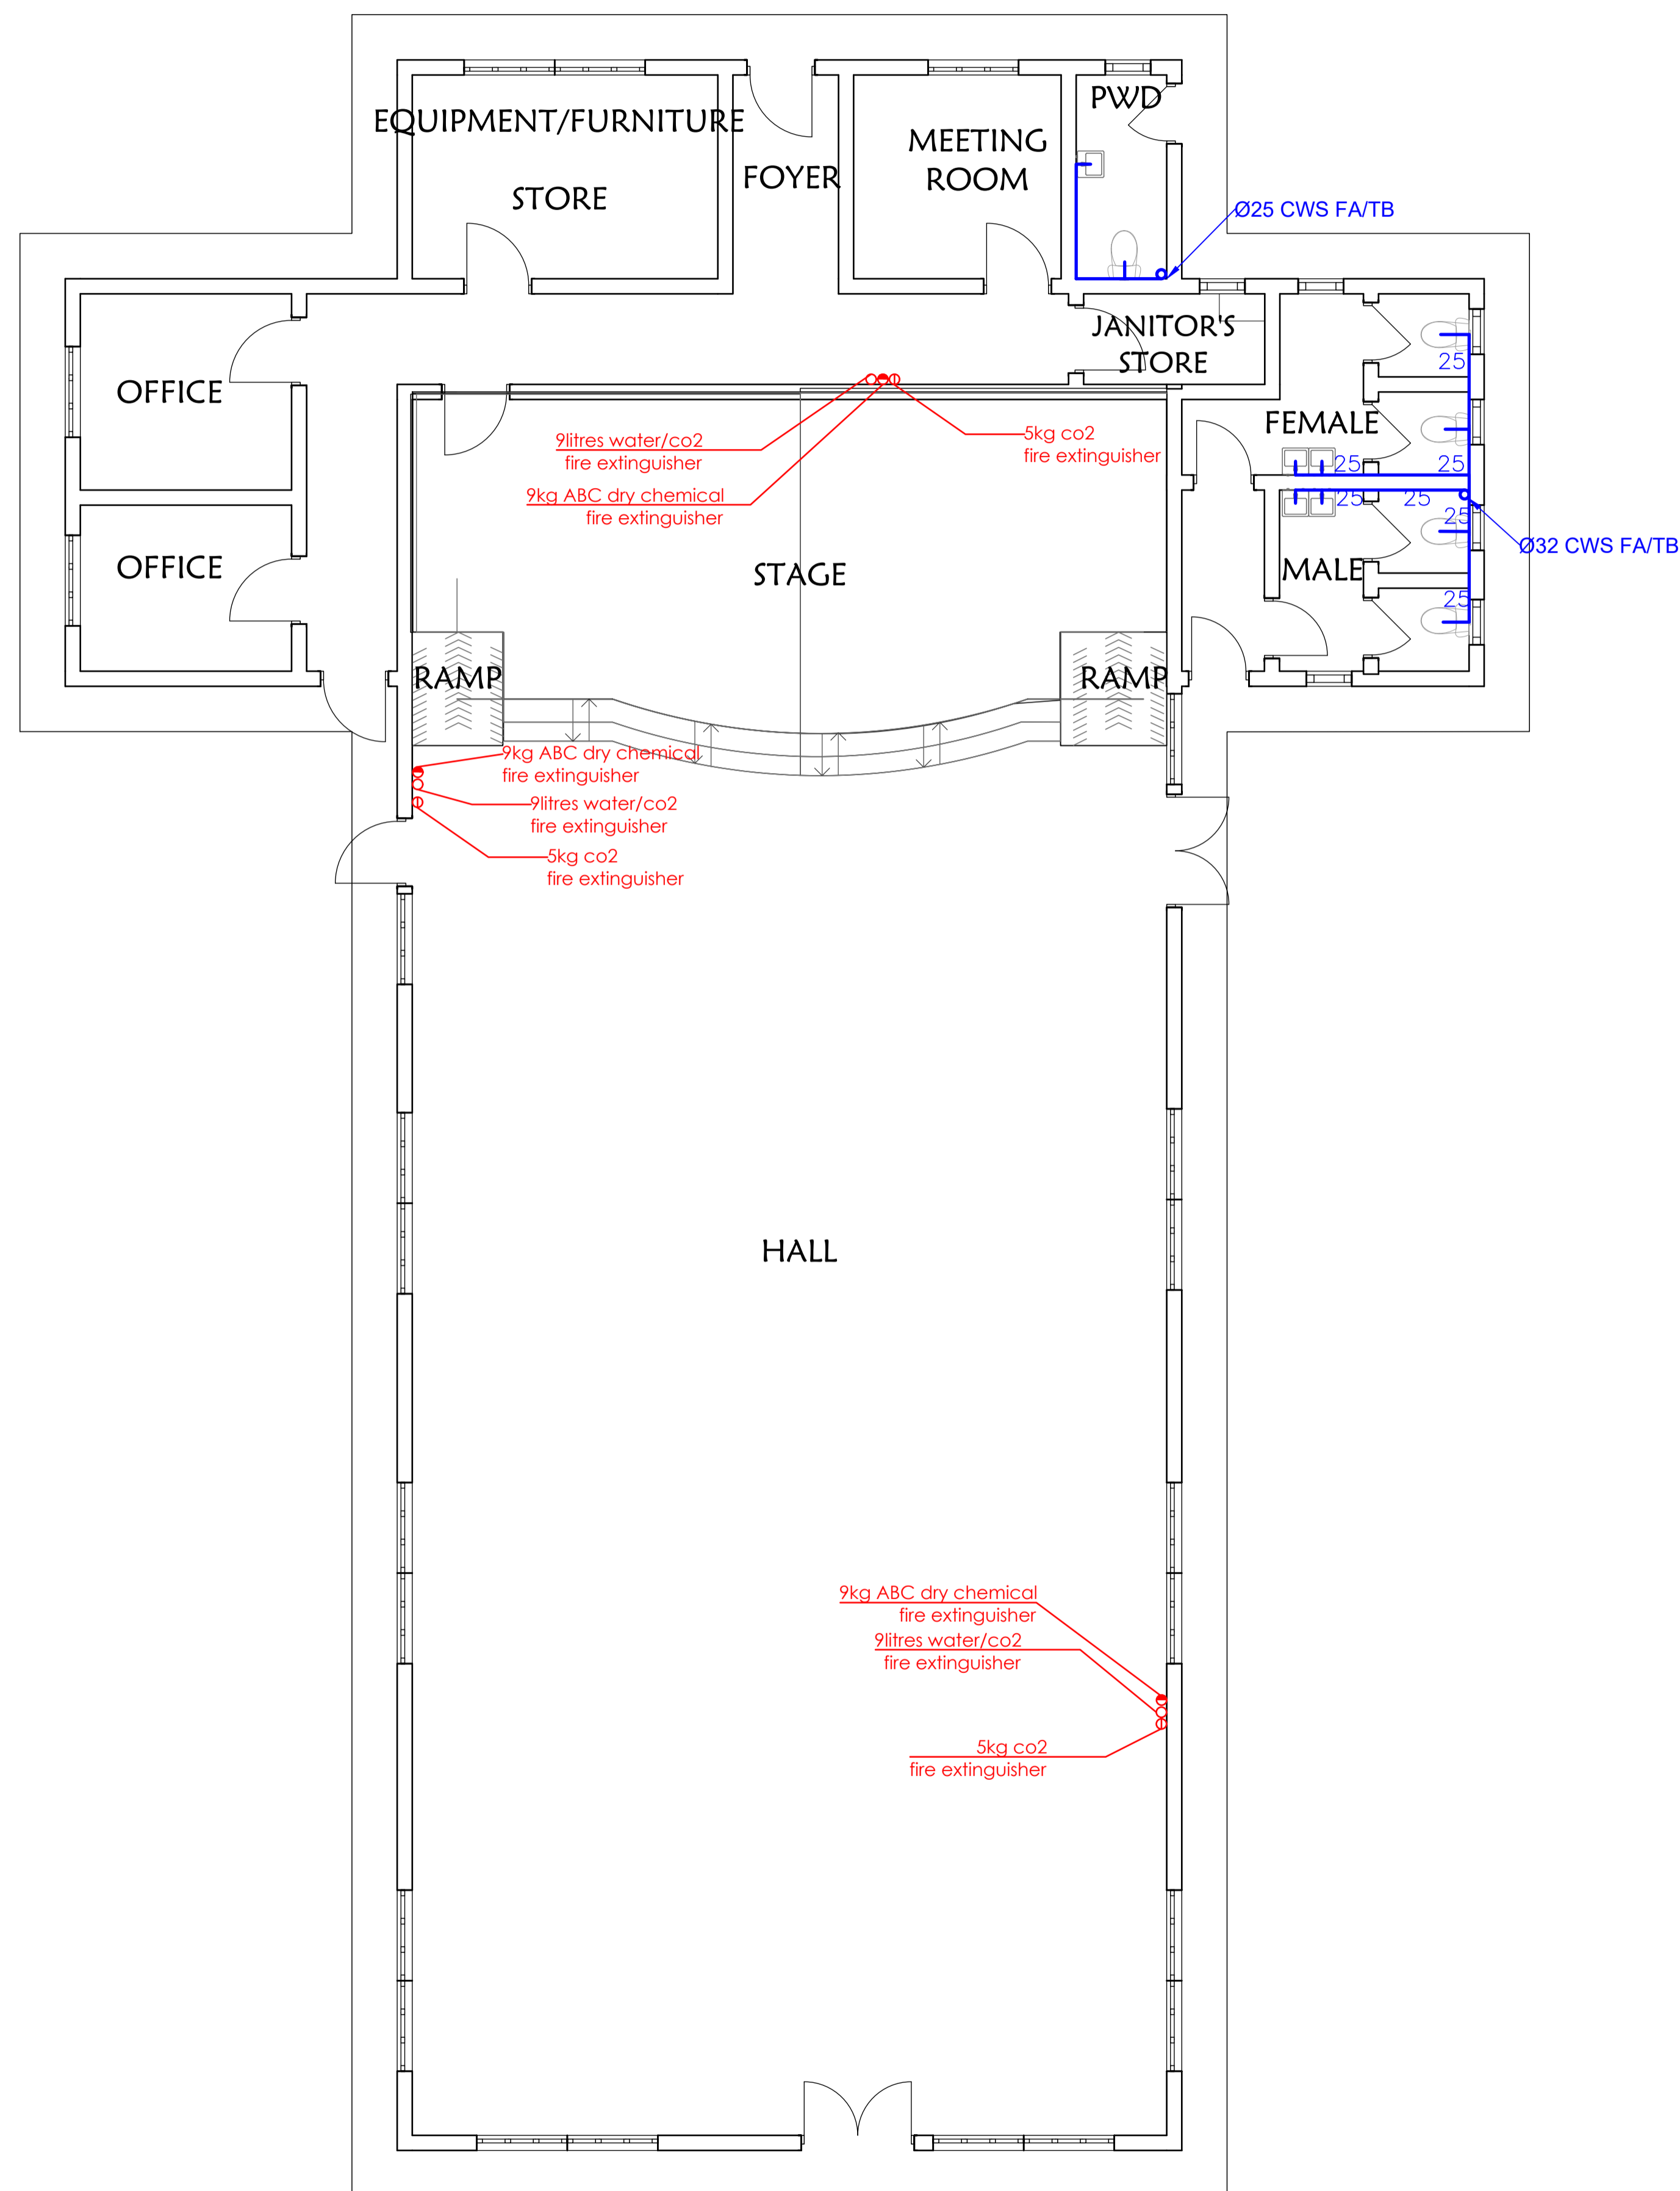 PWD
EQUIPMENT/FURNITURE
STORE
FOYER
MEETING
ROOM
Ø25 CWS FA/TB
JANITOR'S
STORE
25
OFFICE
FEMALE
9litres water/co2
fire extinguisher
5kg co2
fire extinguisher
25
25
9kg ABC dry chemical
fire extinguisher
25
25
25
Ø32 CWS FA/TB
OFFICE
STAGE
MALE
25
RAMP
RAMP
9kg ABC dry chemical
fire extinguisher
9litres water/co2
fire extinguisher
5kg co2
fire extinguisher
HALL
9kg ABC dry chemical
fire extinguisher
9litres water/co2
fire extinguisher
5kg co2
fire extinguisher